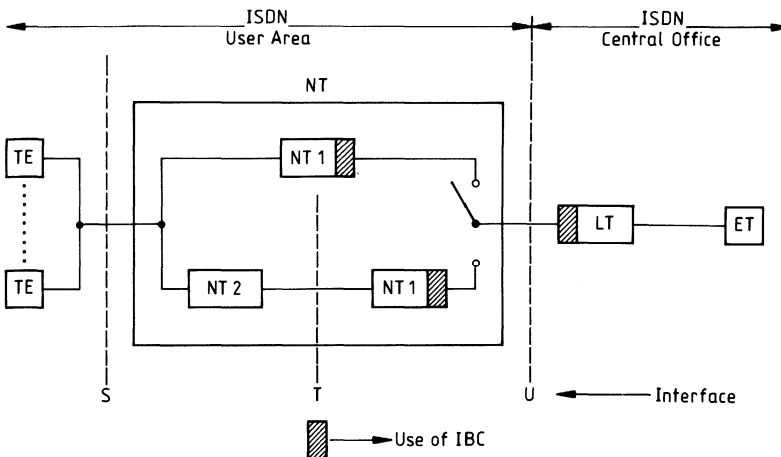 ISDN
User Area
ISDN
Central Office
NT
TE
NT 1
LT
ET
TE
NT 2
NT 1
S
T
U
Interface
Use of IBC